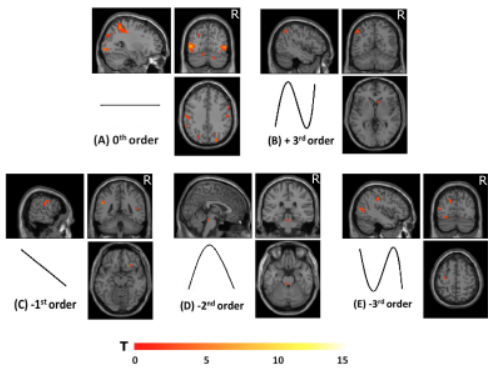 R
R
(A) 0th order
(B) + 3rd order
R
R
R
(C) -1st order
(D) -2nd order
(E) -3rd order
T
0 5 10 15